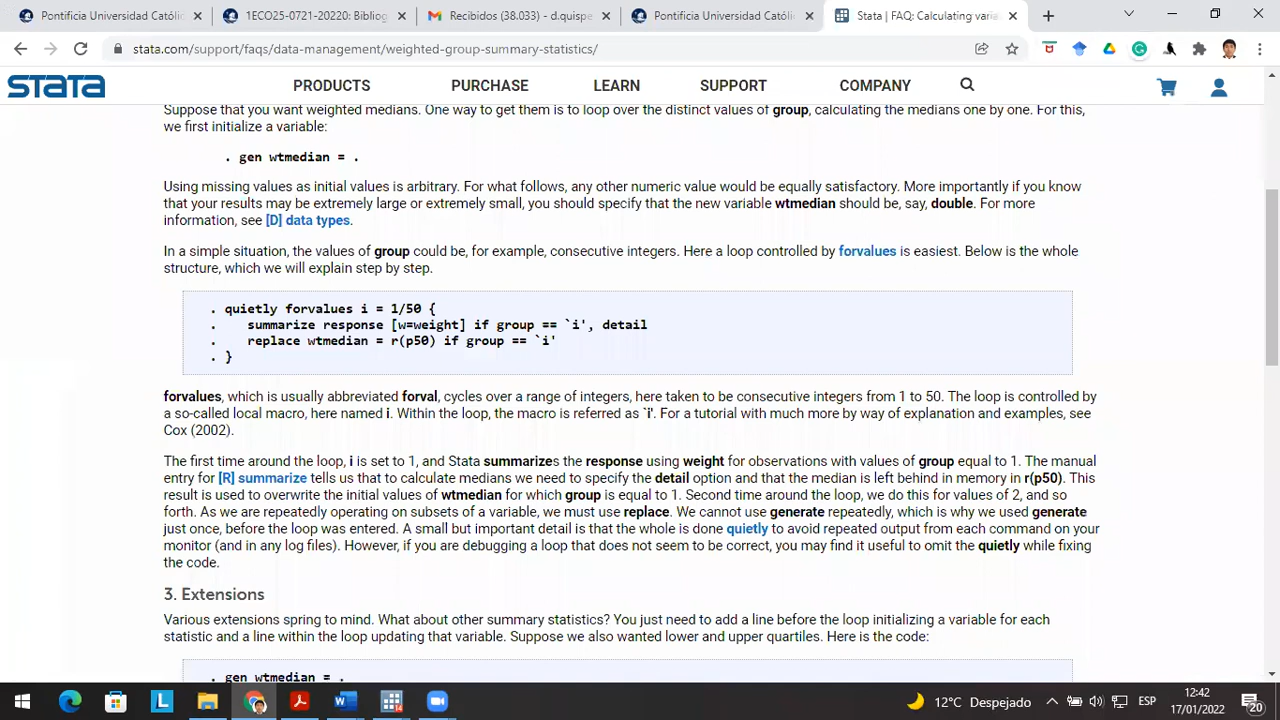 Pontificia Universidad Católic
1ECO25-0721-20220: Bibliog
Recibidos (38.033) - d.quispe
Pontificia Universidad Católic
Stata | FAQ: Calculating varia
stata.com/support/faqs/data-management/weighted-group-summary-statistics/
stata
PRODUCTS
PURCHASE
LEARN
SUPPORT
COMPANY
Suppose that you want weighted medians. One way to get them is to loop over the distinct values of group, calculating the medians one by one. For this,
we first initialize a variable:
. gen wtmedian = .
Using missing values as initial values is arbitrary. For what follows, any other numeric value would be equally satisfactory. More importantly if you know
that your results may be extremely large or extremely small, you should specify that the new variable wtmedian should be, say, double. For more
information, see [D] data types.
In a simple situation, the values of group could be, for example, consecutive integers. Here a loop controlled by forvalues is easiest. Below is the whole
structure, which we will explain step by step.
. quietly forvalues i = 1/50 {
. summarize response [w=weight] if group == `i', detail
. replace wtmedian = r(p50) if group == `i'
. }
forvalues, which is usually abbreviated forval, cycles over a range of integers, here taken to be consecutive integers from 1 to 50. The loop is controlled by
a so-called local macro, here named i. Within the loop, the macro is referred as `i'. For a tutorial with much more by way of explanation and examples, see
Cox (2002).
The first time around the loop, i is set to 1, and Stata summarizes the response using weight for observations with values of group equal to 1. The manual
entry for [R] summarize tells us that to calculate medians we need to specify the detail option and that the median is left behind in memory in r(p50). This
result is used to overwrite the initial values of wtmedian for which group is equal to 1. Second time around the loop, we do this for values of 2, and so
forth. As we are repeatedly operating on subsets of a variable, we must use replace. We cannot use generate repeatedly, which is why we used generate
just once, before the loop was entered. A small but important detail is that the whole is done quietly to avoid repeated output from each command on your
monitor (and in any log files). However, if you are debugging a loop that does not seem to be correct, you may find it useful to omit the quietly while fixing
the code.
3. Extensions
Various extensions spring to mind. What about other summary statistics? You just need to add a line before the loop initializing a variable for each
statistic and a line within the loop updating that variable. Suppose we also wanted lower and upper quartiles. Here is the code:
. gen wtmedian = .
12°C Despejado
ESP
12:42
17/01/2022
20